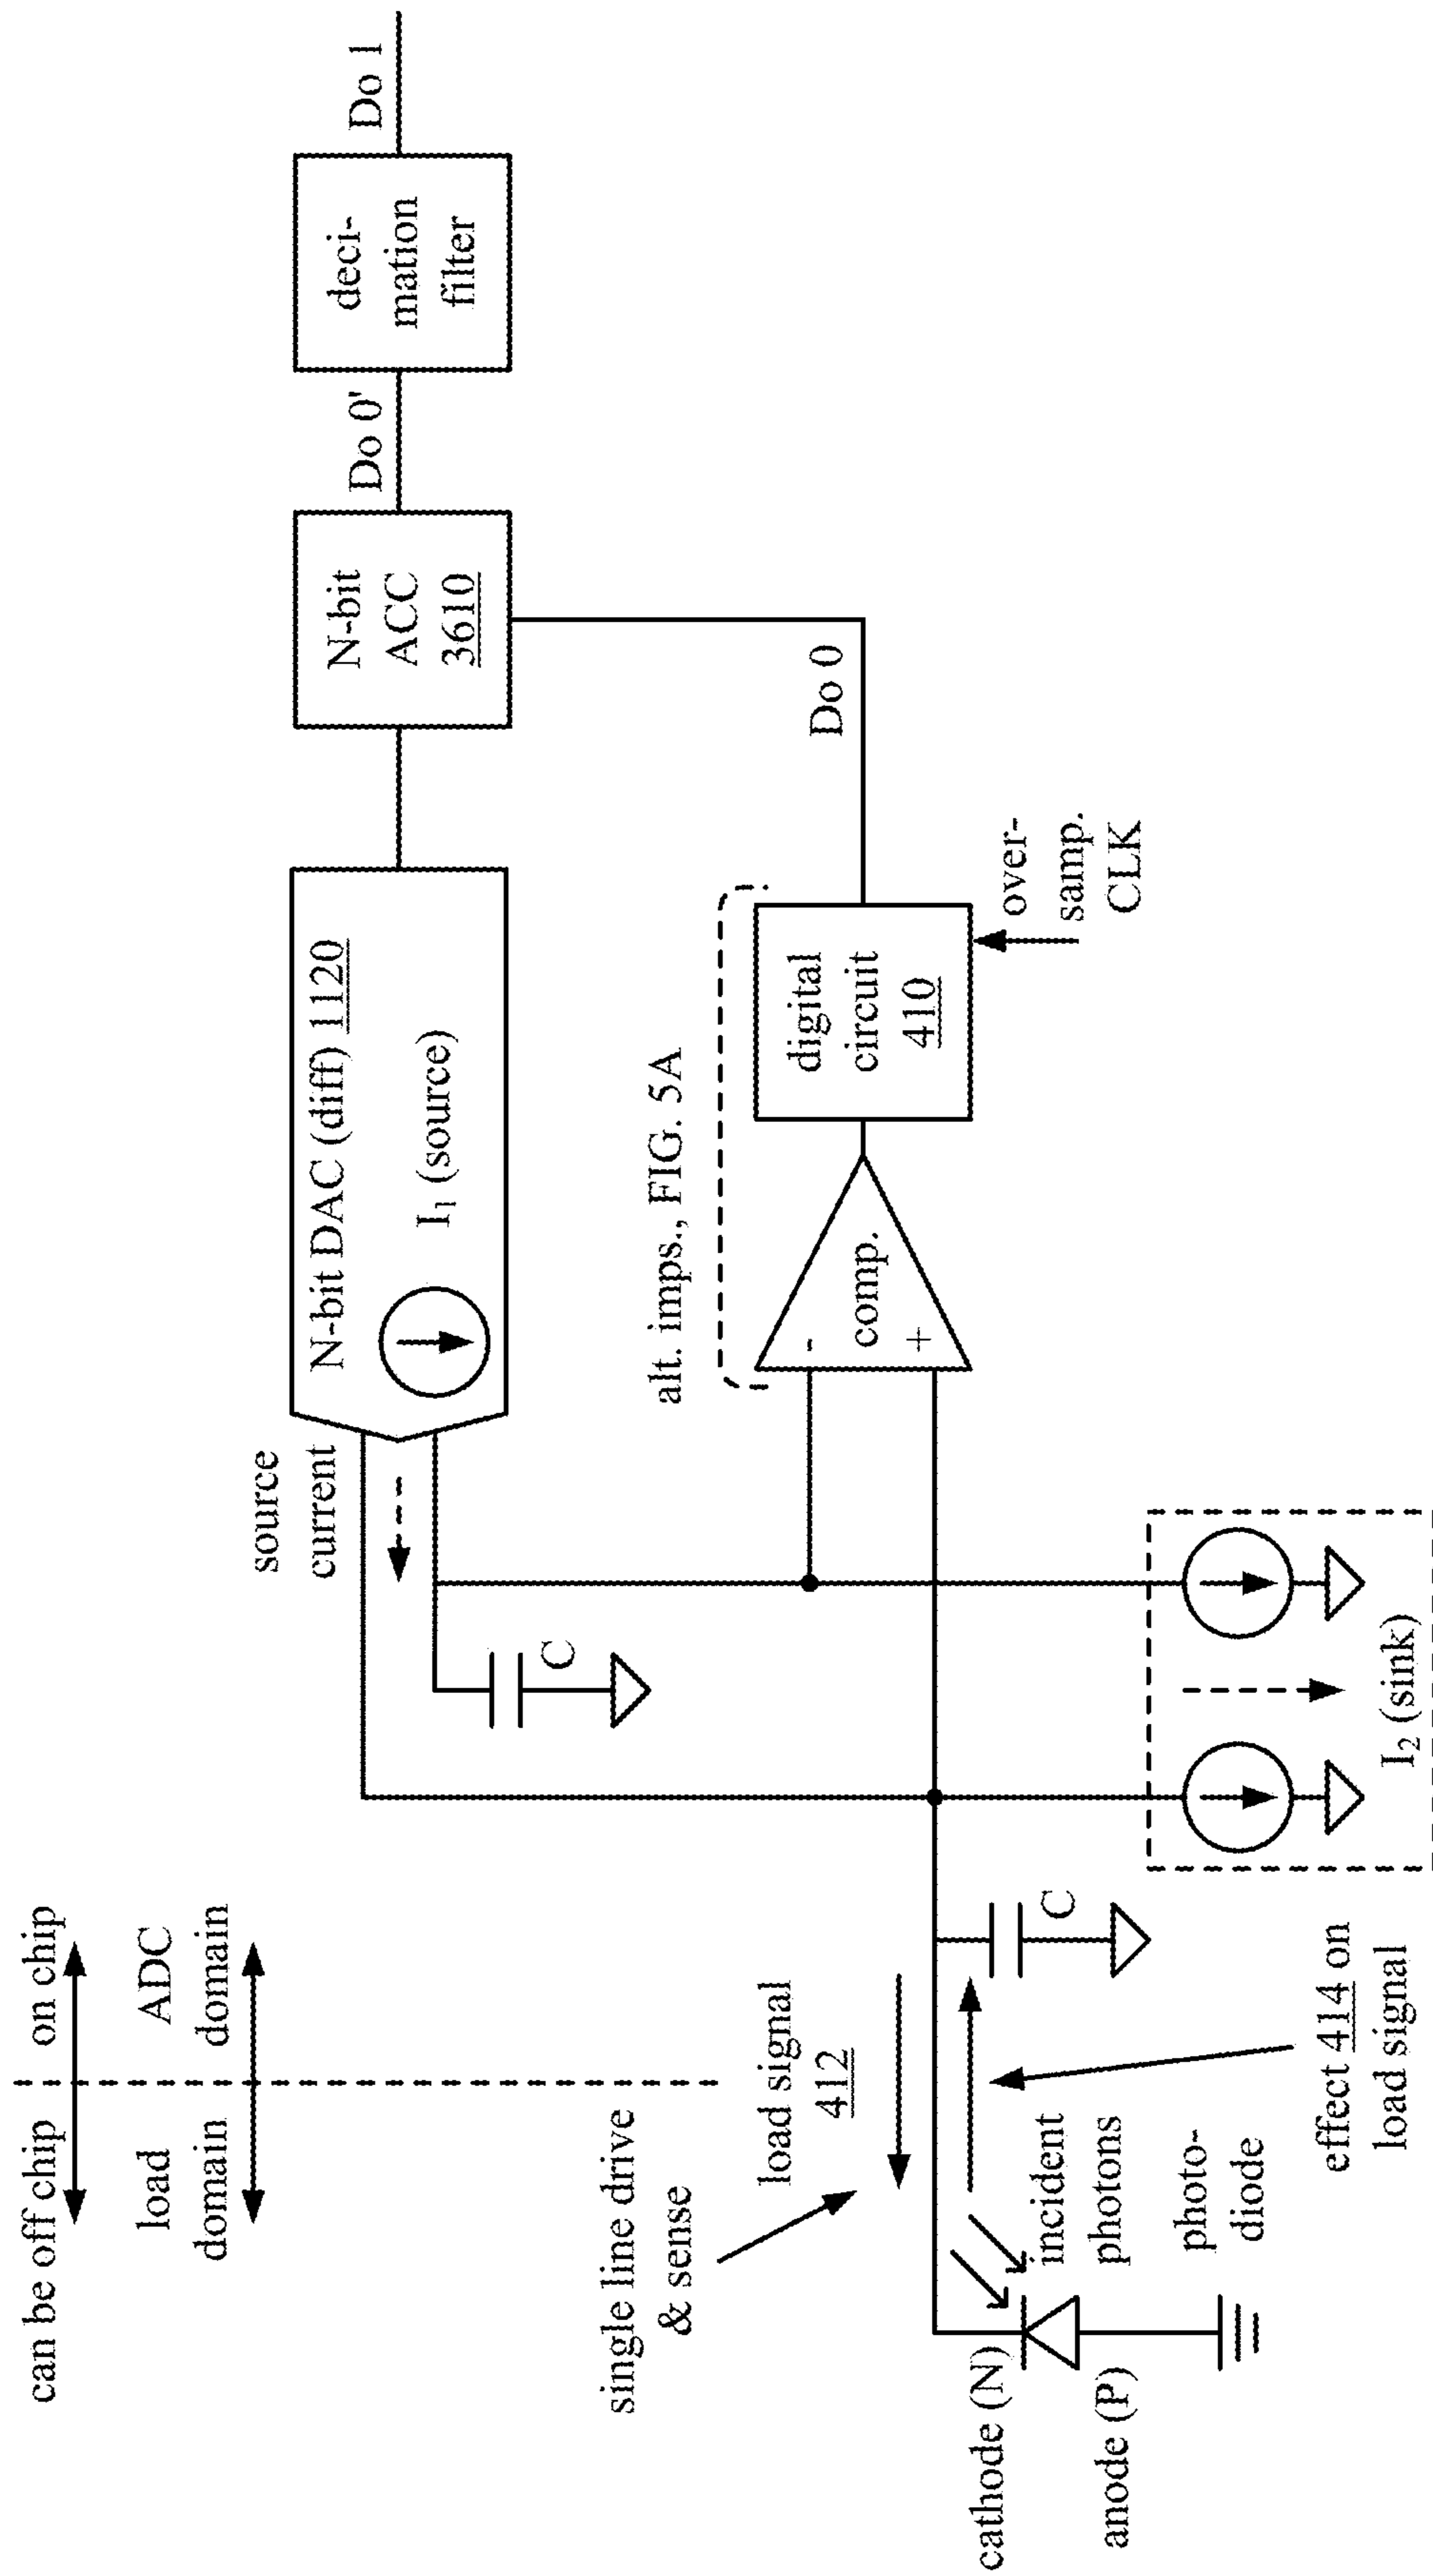 can be off chip
on chip
load
domain
ADC
domain
source
current
N-bit DAC (diff) 1120
I1 (source)
N-bit
ACC
3610
Do 0'
deci-
mation
filter
Do 1
C
single line drive
& sense
load signal
412
alt. imps., FIG. 5A
-
+
comp.
digital
circuit
410
Do 0
over-
samp.
CLK
cathode (N)
anode (P)
incident
photons
photo-
diode
C
effect 414 on
load signal
I2 (sink)